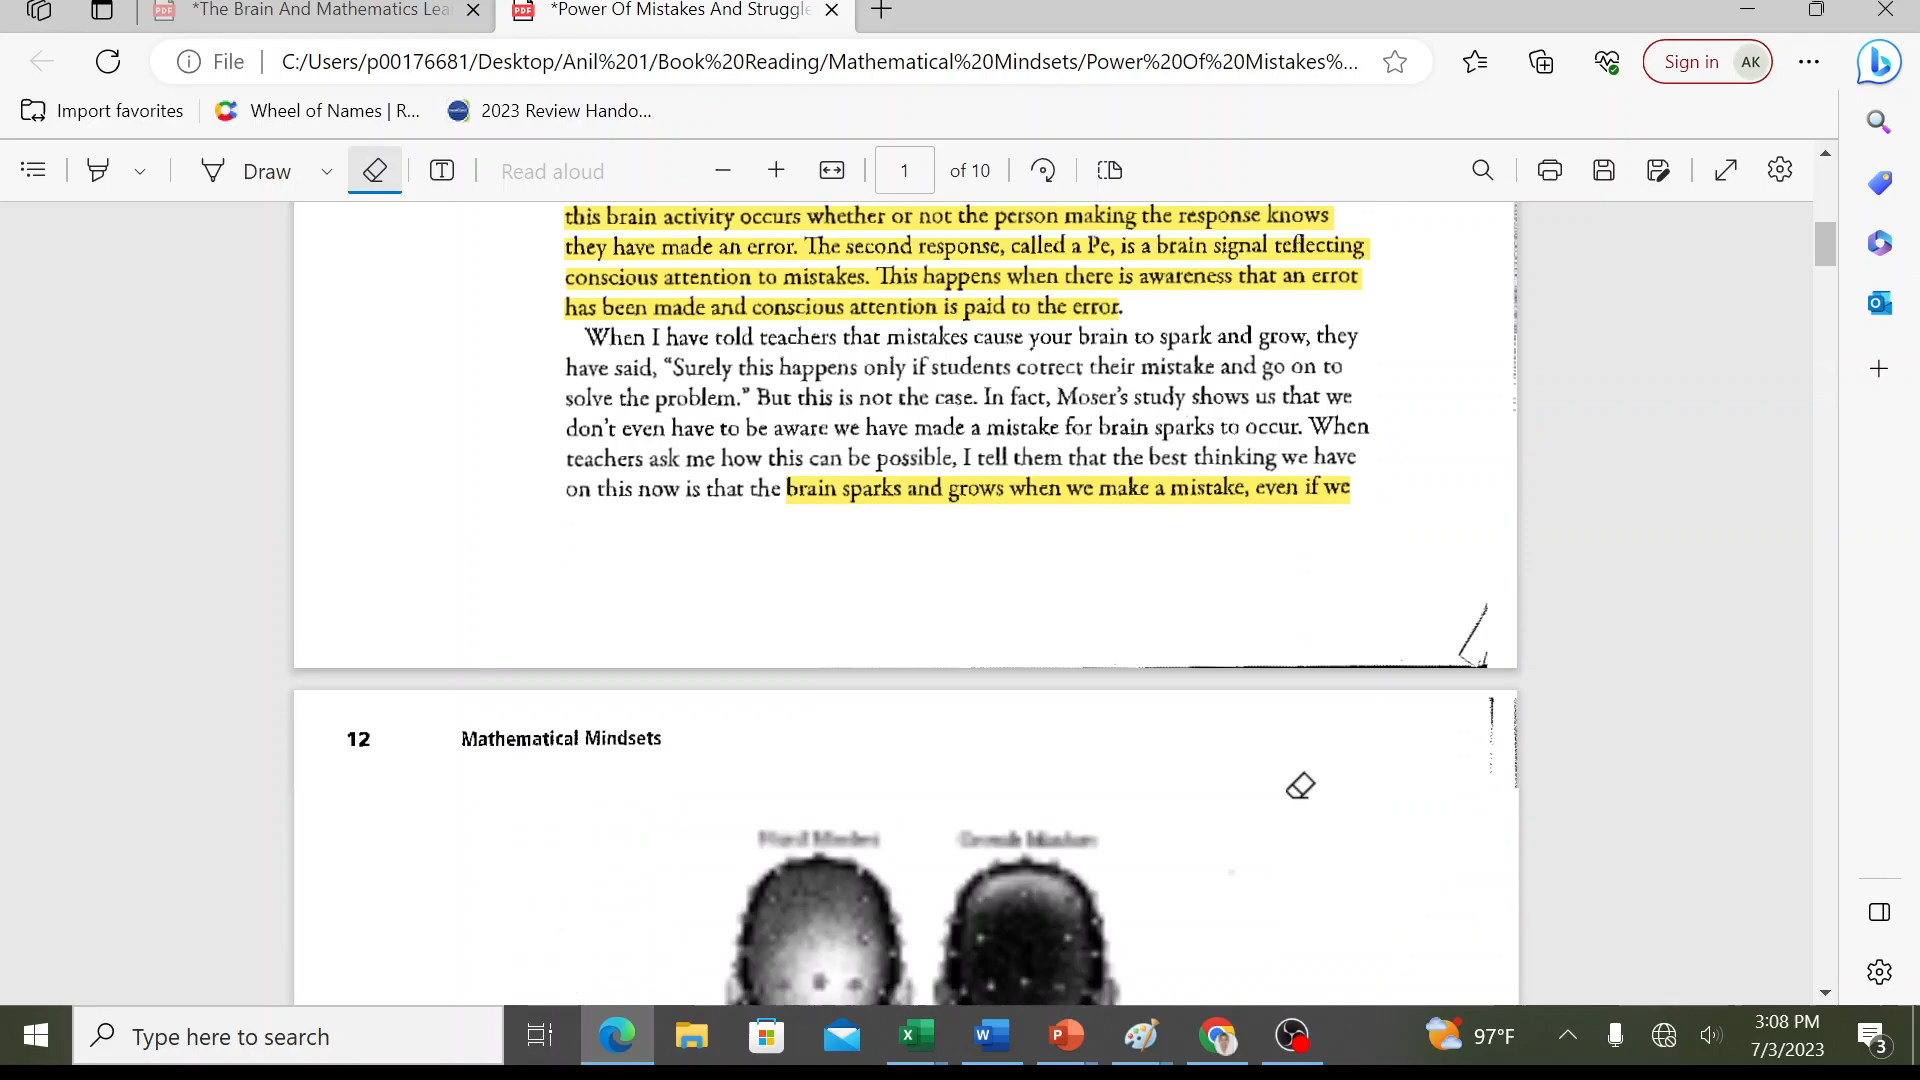 *The Brain And Mathematics Lea
*Power Of Mistakes And Struggle
File
C:/Users/p00176681/Desktop/Anil%201/Book%20Reading/Mathematical%20Mindsets/Power%20Of%20Mistakes%...
Sign in AK
Import favorites
Wheel of Names | R...
2023 Review Hando...
Draw
Read aloud
1 of 10
this brain activity occurs whether or not the person making the response knows
they have made an error. The second response, called a Pe, is a brain signal reflecting
conscious attention to mistakes. This happens when there is awareness that an error
has been made and conscious attention is paid to the error.
When I have told teachers that mistakes cause your brain to spark and grow, they
have said, “Surely this happens only if students correct their mistake and go on to
solve the problem.” But this is not the case. In fact, Moser’s study shows us that we
don’t even have to be aware we have made a mistake for brain sparks to occur. When
teachers ask me how this can be possible, I tell them that the best thinking we have
on this now is that the brain sparks and grows when we make a mistake, even if we
12 Mathematical Mindsets
Type here to search
97°F
3:08 PM
7/3/2023
3